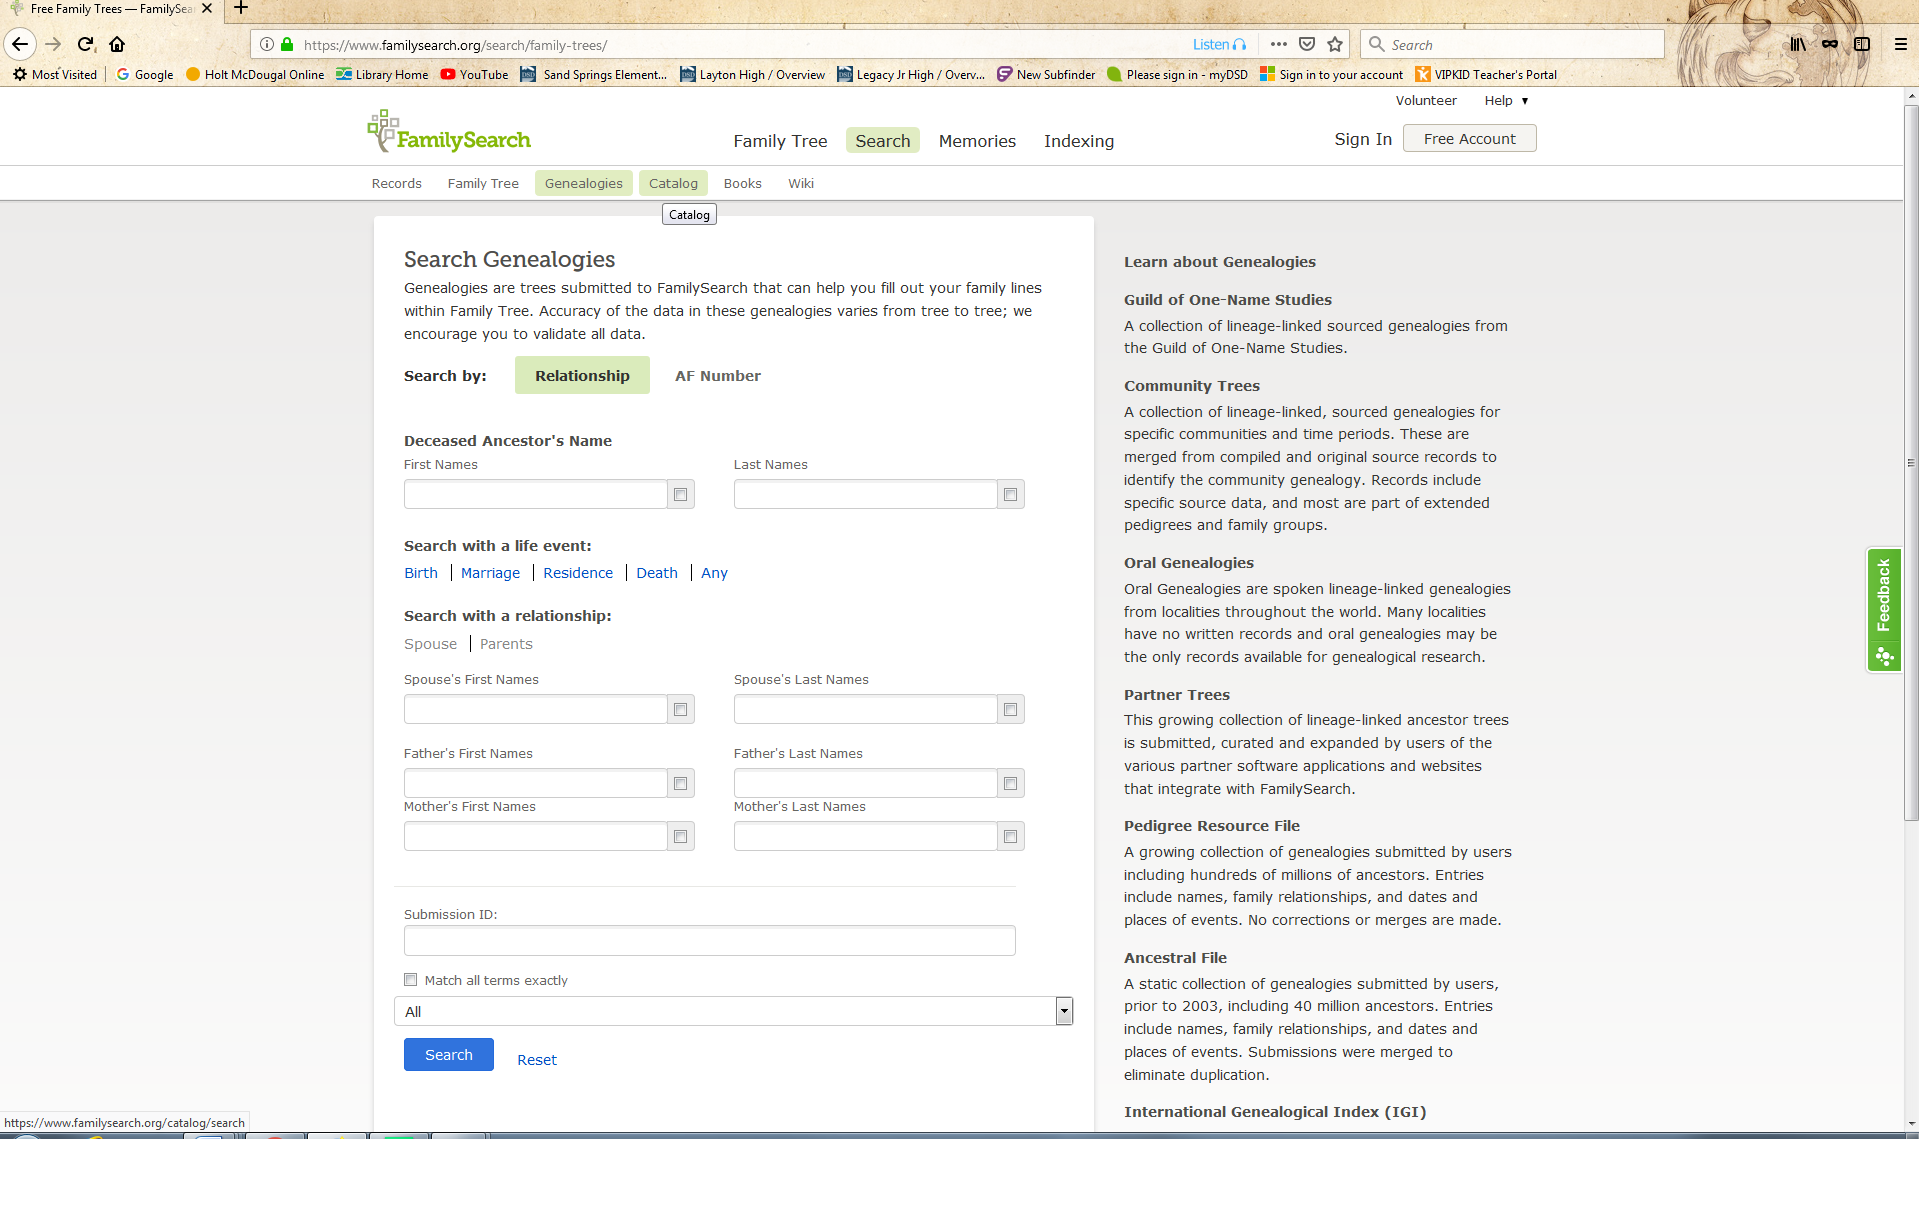 Free Family Trees — FamilySear
https://www.familysearch.org/search/family-trees/
Listen
Search
Most Visited
Google
Holt McDougal Online
Library Home
YouTube
Sand Springs Element...
Layton High / Overview
Legacy Jr High / Overv...
New Subfinder
Please sign in - myDSD
Sign in to your account
VIPKID Teacher's Portal
Volunteer
Help
FamilySearch
Family Tree
Search
Memories
Indexing
Sign In
Free Account
Records
Family Tree
Genealogies
Catalog
Books
Wiki
Catalog
Search Genealogies
Genealogies are trees submitted to FamilySearch that can help you fill out your family lines
within Family Tree. Accuracy of the data in these genealogies varies from tree to tree; we
encourage you to validate all data.
Search by:
Relationship
AF Number
Deceased Ancestor's Name
First Names
Last Names
Search with a life event:
Birth
Marriage
Residence
Death
Any
Search with a relationship:
Spouse
Parents
Spouse's First Names
Spouse's Last Names
Father's First Names
Father's Last Names
Mother's First Names
Mother's Last Names
Submission ID:
Match all terms exactly
All
Search
Reset
Learn about Genealogies
Guild of One-Name Studies
A collection of lineage-linked sourced genealogies from
the Guild of One-Name Studies.
Community Trees
A collection of lineage-linked, sourced genealogies for
specific communities and time periods. These are
merged from compiled and original source records to
identify the community genealogy. Records include
specific source data, and most are part of extended
pedigrees and family groups.
Oral Genealogies
Oral Genealogies are spoken lineage-linked genealogies
from localities throughout the world. Many localities
have no written records and oral genealogies may be
the only records available for genealogical research.
Partner Trees
This growing collection of lineage-linked ancestor trees
is submitted, curated and expanded by users of the
various partner software applications and websites
that integrate with FamilySearch.
Pedigree Resource File
A growing collection of genealogies submitted by users
including hundreds of millions of ancestors. Entries
include names, family relationships, and dates and
places of events. No corrections or merges are made.
Ancestral File
A static collection of genealogies submitted by users,
prior to 2003, including 40 million ancestors. Entries
include names, family relationships, and dates and
places of events. Submissions were merged to
eliminate duplication.
International Genealogical Index (IGI)
Feedback
https://www.familysearch.org/catalog/search